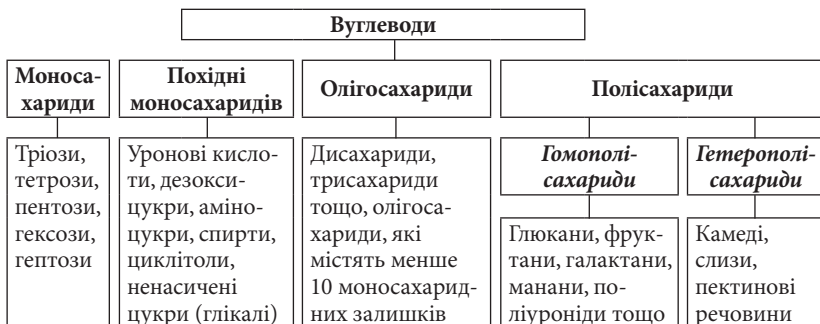 Вуглеводи
Моноса-
хариди
Похідні
моносахаридів
Олігосахариди
Полісахариди
Тріози,
тетрози,
пентози,
гексози,
гептози
Уронові кисло-
ти, дезокси-
цукри, аміно-
цукри, спирти,
циклітоли,
ненасичені
цукри (глікалі)
Дисахариди,
трисахариди
тощо, олігоса-
хариди, які
містять менше
10 моносахарид-
них залишків
Гомополі-
сахариди
Глюкани, фрук-
тани, галактани,
манани, по-
ліуроніди тощо
Гетерополі-
сахариди
Камеді,
слизи,
пектинові
речовини